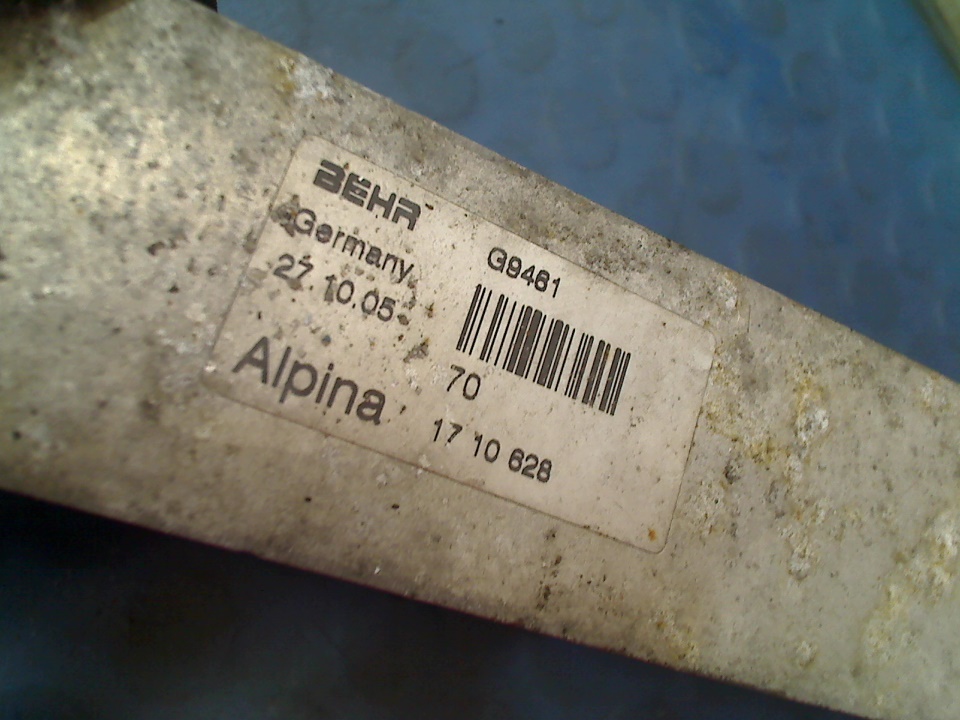 BEHR
Germany G9461
27.10.05
Alpina 70
17 10 628